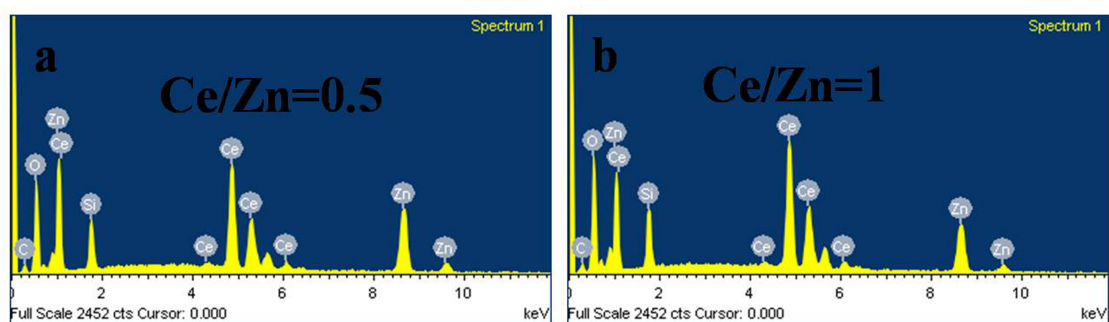 Spectrum 1
a
Ce/Zn=0.5
Zn
Ce
O
Ce
Si
Ce
Zn
C
Ce
Ce
Zn
0 2 4 6 8 10
Full Scale 2452 cts Cursor: 0.000 keV
Spectrum 1
b
Ce/Zn=1
Ce
O
Zn
Ce
Si
Ce
Zn
C
Ce
Ce
Zn
0 2 4 6 8 10
Full Scale 2452 cts Cursor: 0.000 keV